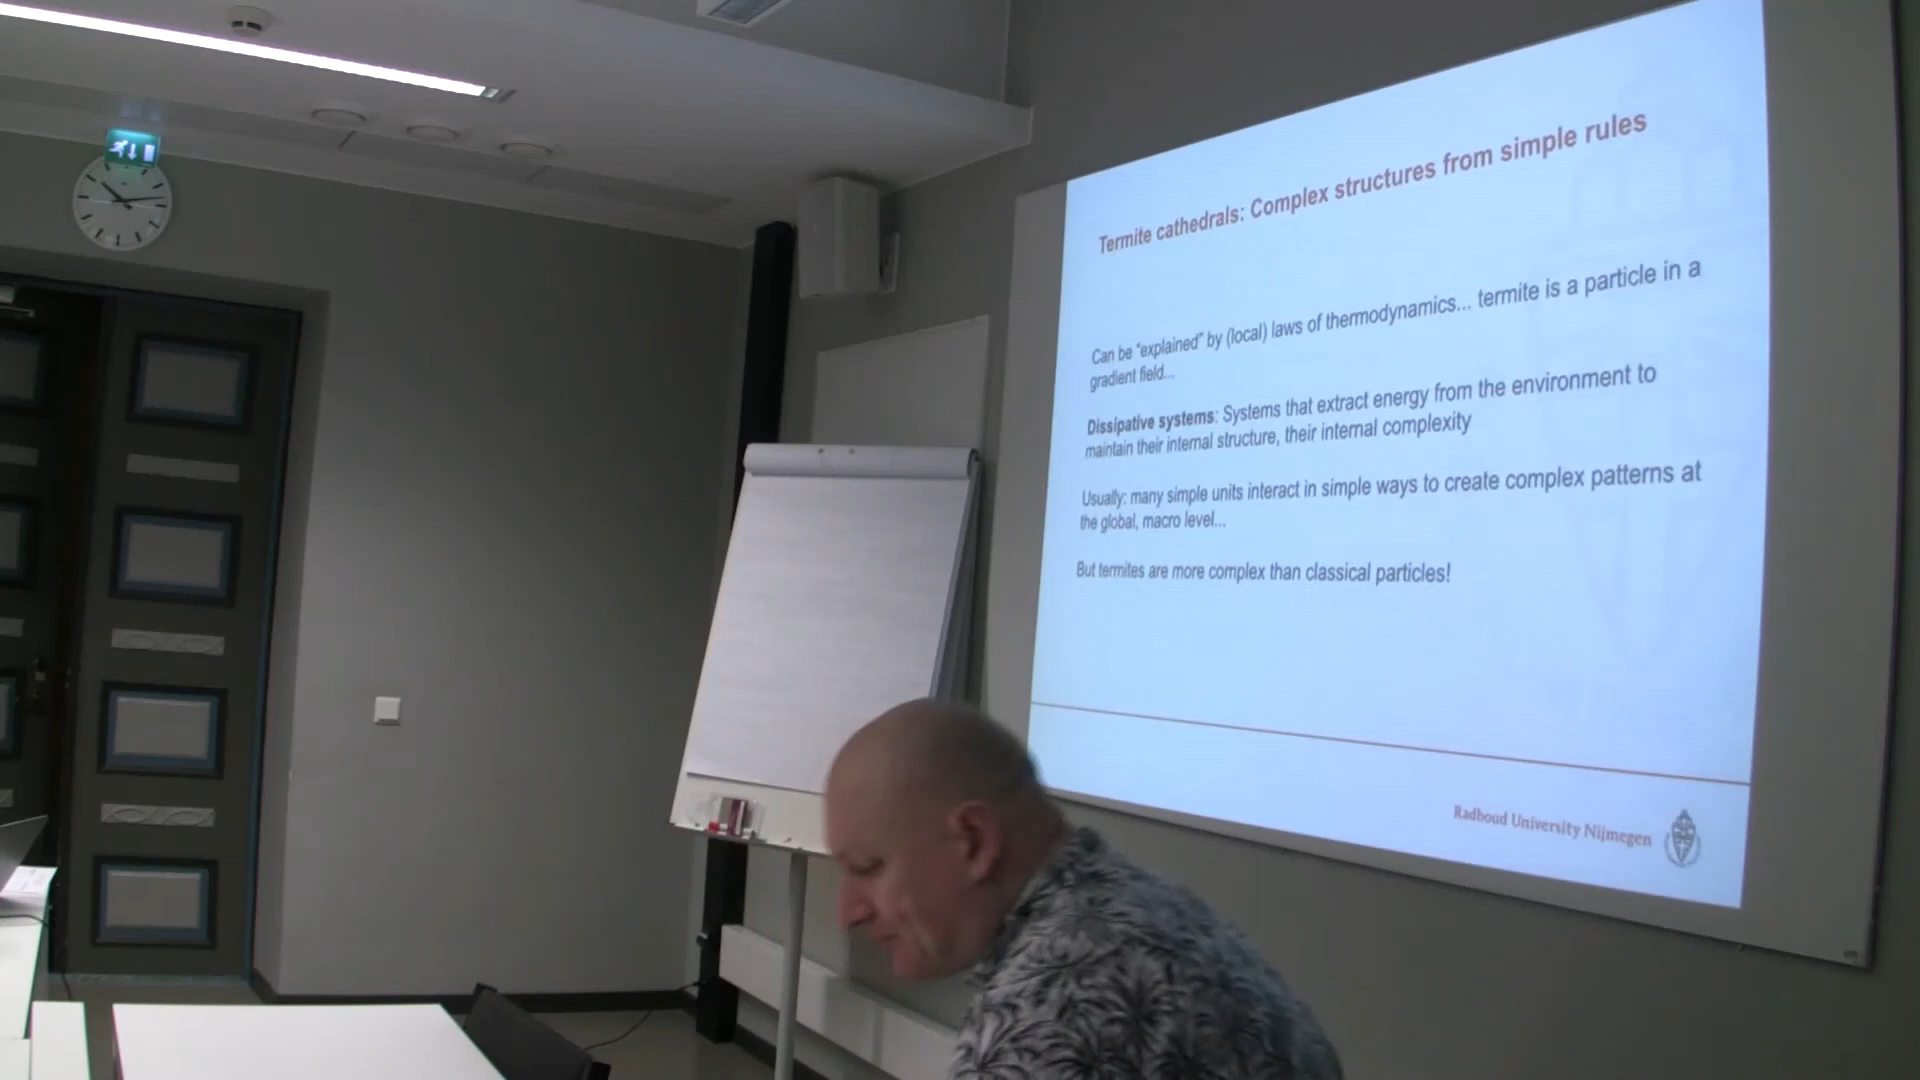 Termite cathedrals: Complex structures from simple rules
Can be “explained” by (local) laws of thermodynamics... termite is a particle in a
gradient field...
Dissipative systems: Systems that extract energy from the environment to
maintain their internal structure, their internal complexity
Usually: many simple units interact in simple ways to create complex patterns at
the global, macro level...
But termites are more complex than classical particles!
Radboud University Nijmegen